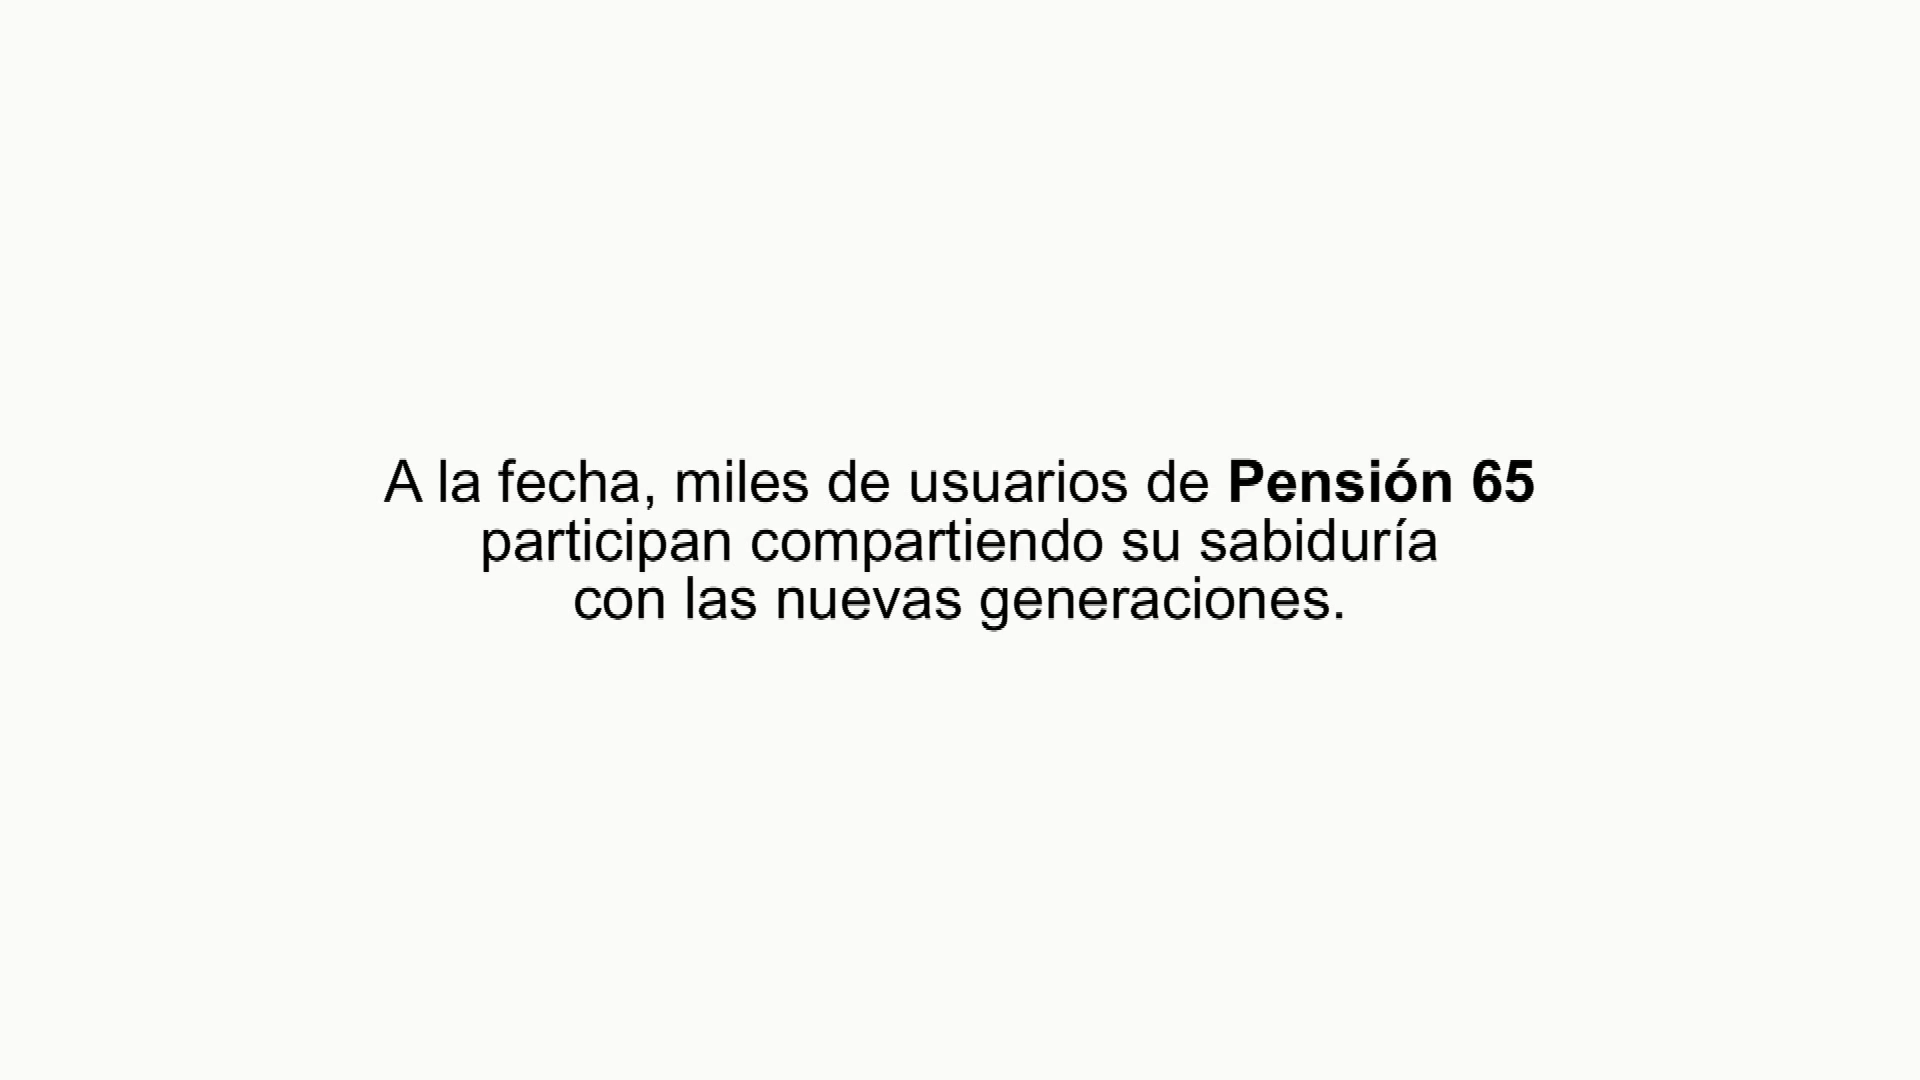 A la fecha, miles de usuarios de Pensión 65
participan compartiendo su sabiduría
con las nuevas generaciones.